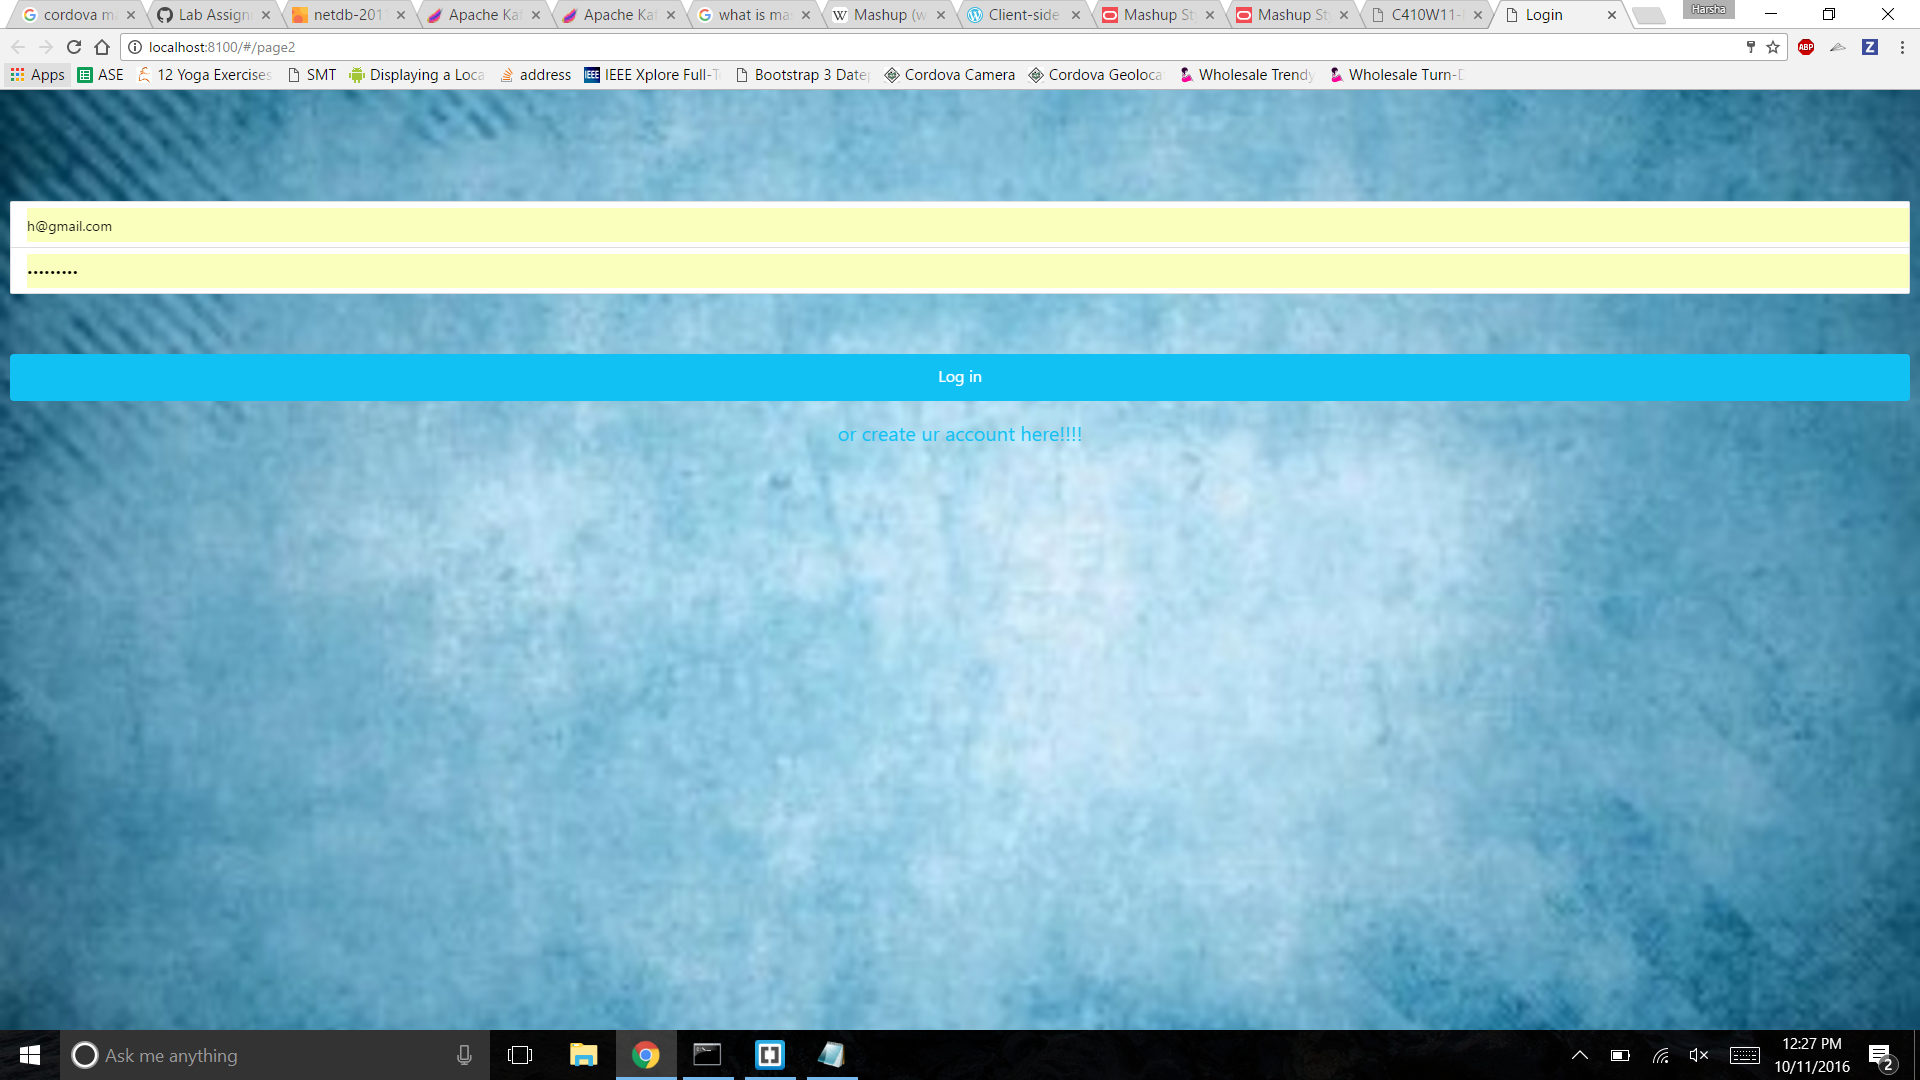 cordova m
Lab Assign
netdb-201
Apache Ka
Apache Ka
what is ma
Mashup (w
Client-side
Mashup St
Mashup St
C410W11-
Login
Harsha
localhost:8100/#/page2
ABP
Z
Apps
ASE
12 Yoga Exercises
SMT
Displaying a Loca
address
IEEE
IEEE Xplore Full-T
Bootstrap 3 Date
Cordova Camera
Cordova Geoloca
Wholesale Trendy
Wholesale Turn-D
h@gmail.com
•••••••••
Log in
or create ur account here!!!!
Ask me anything
12:27 PM
10/11/2016
2